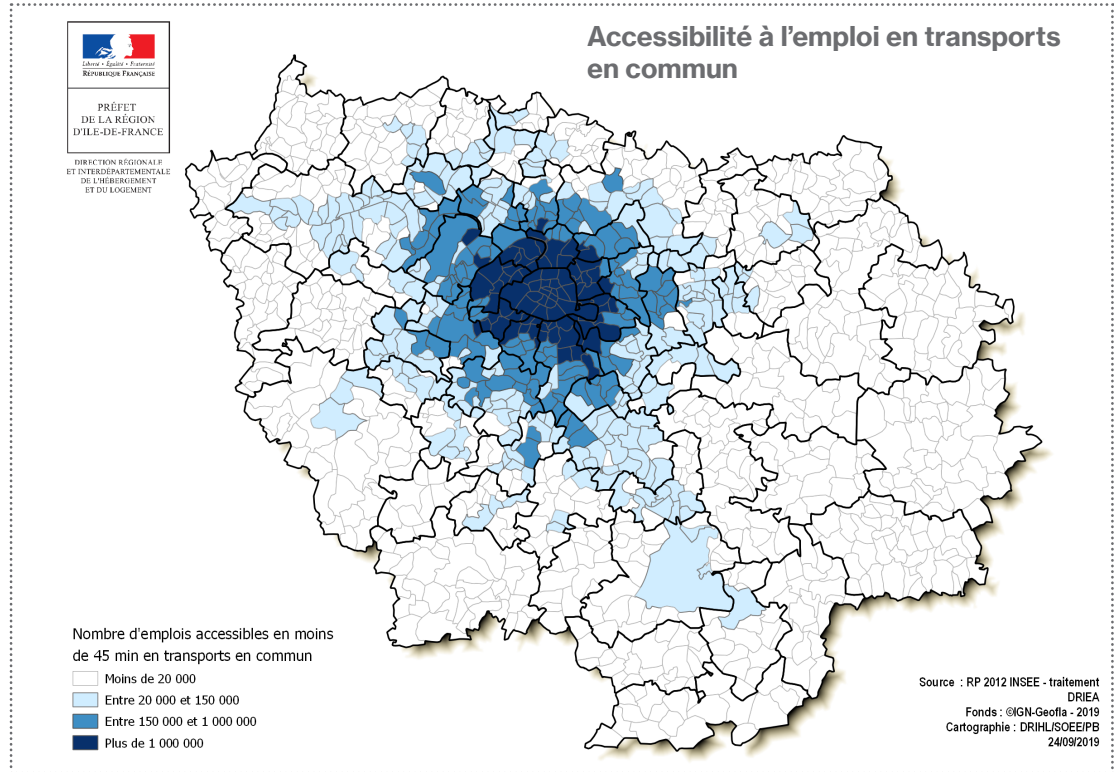 Accessibilité à l'emploi en transports
en commun
Liberté • Égalité • Fraternité
RÉPUBLIQUE FRANÇAISE
PRÉFET
DE LA RÉGION
D'ILE-DE-FRANCE
DIRECTION RÉGIONALE
ET INTERDÉPARTEMENTALE
DE L'HÉBERGEMENT
ET DU LOGEMENT
Nombre d'emplois accessibles en moins
de 45 min en transports en commun
Moins de 20 000
Entre 20 000 et 150 000
Entre 150 000 et 1 000 000
Plus de 1 000 000
Source : RP 2012 INSEE - traitement
DRIEA
Fonds : ©IGN-Geofla - 2019
Cartographie : DRIHL/SOEE/PB
24/09/2019